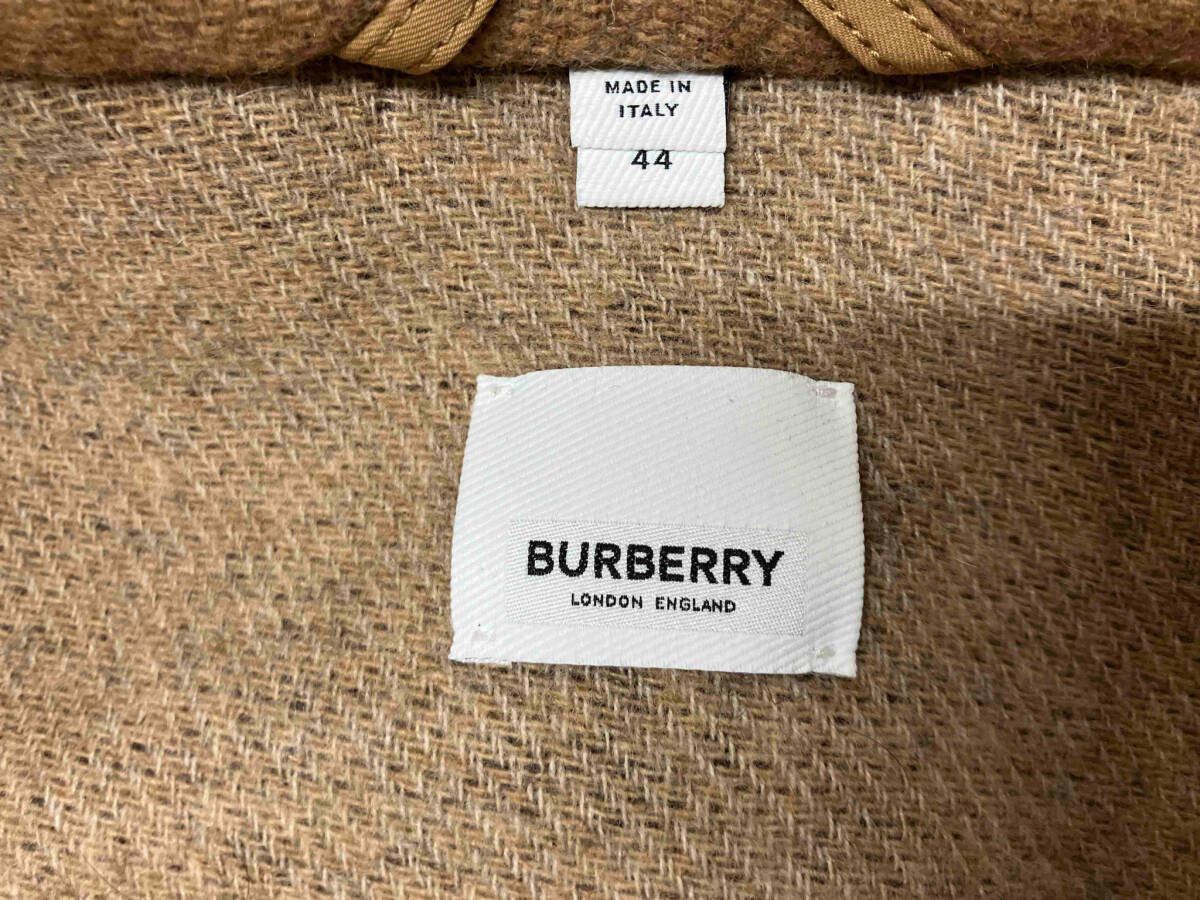 MADE IN
ITALY
44
BURBERRY
LONDON ENGLAND